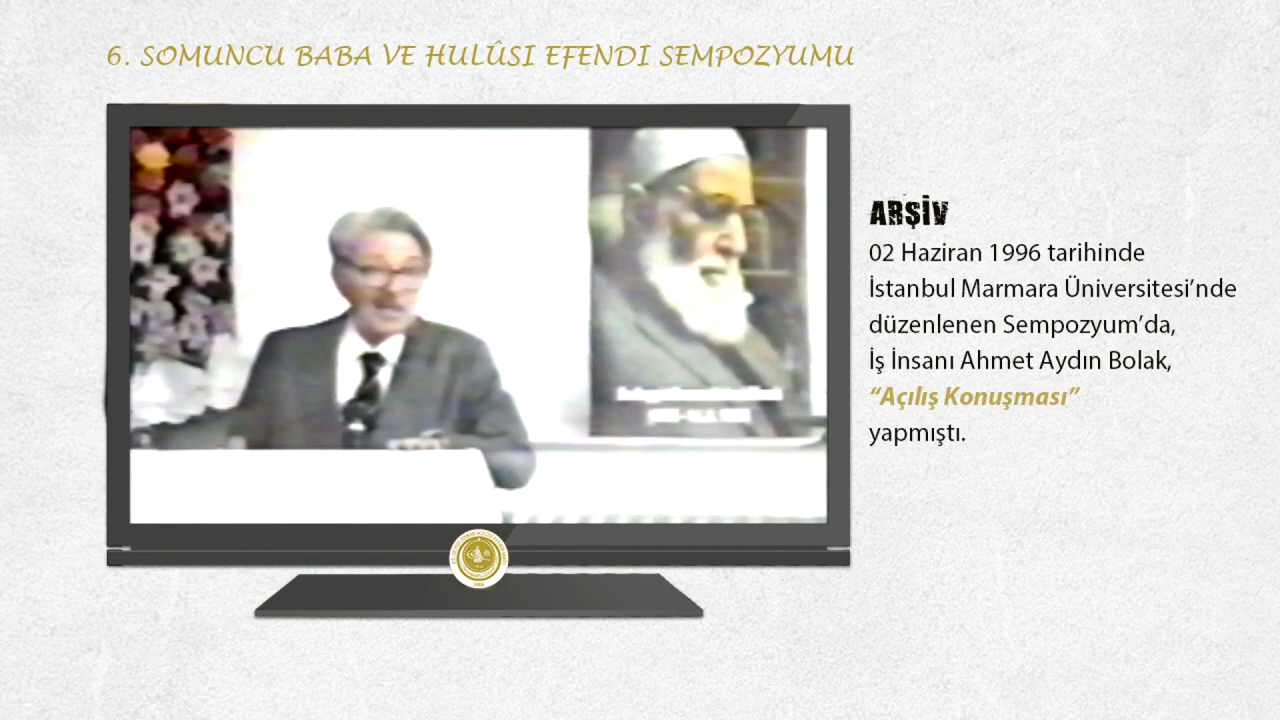 6. SOMUNCU BABA VE HULÛSI EFENDI SEMPOZYUMU
ARŞİV
02 Haziran 1996 tarihinde
İstanbul Marmara Üniversitesi’nde
düzenlenen Sempozyum’da,
İş İnsanı Ahmet Aydın Bolak,
“Açılış Konuşması”
yapmıştı.